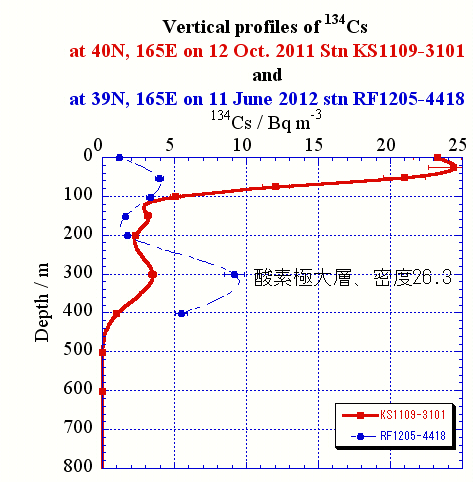 Vertical profiles of 134Cs
at 40N, 165E on 12 Oct. 2011 Stn KS1109-3101
and
at 39N, 165E on 11 June 2012 stn RF1205-4418
134Cs / Bq m-3
0 5 10 15 20 25
0
100
200
300
400
500
600
700
800
Depth / m
酸素極大層、密度26.3
KS1109-3101
RF1205-4418